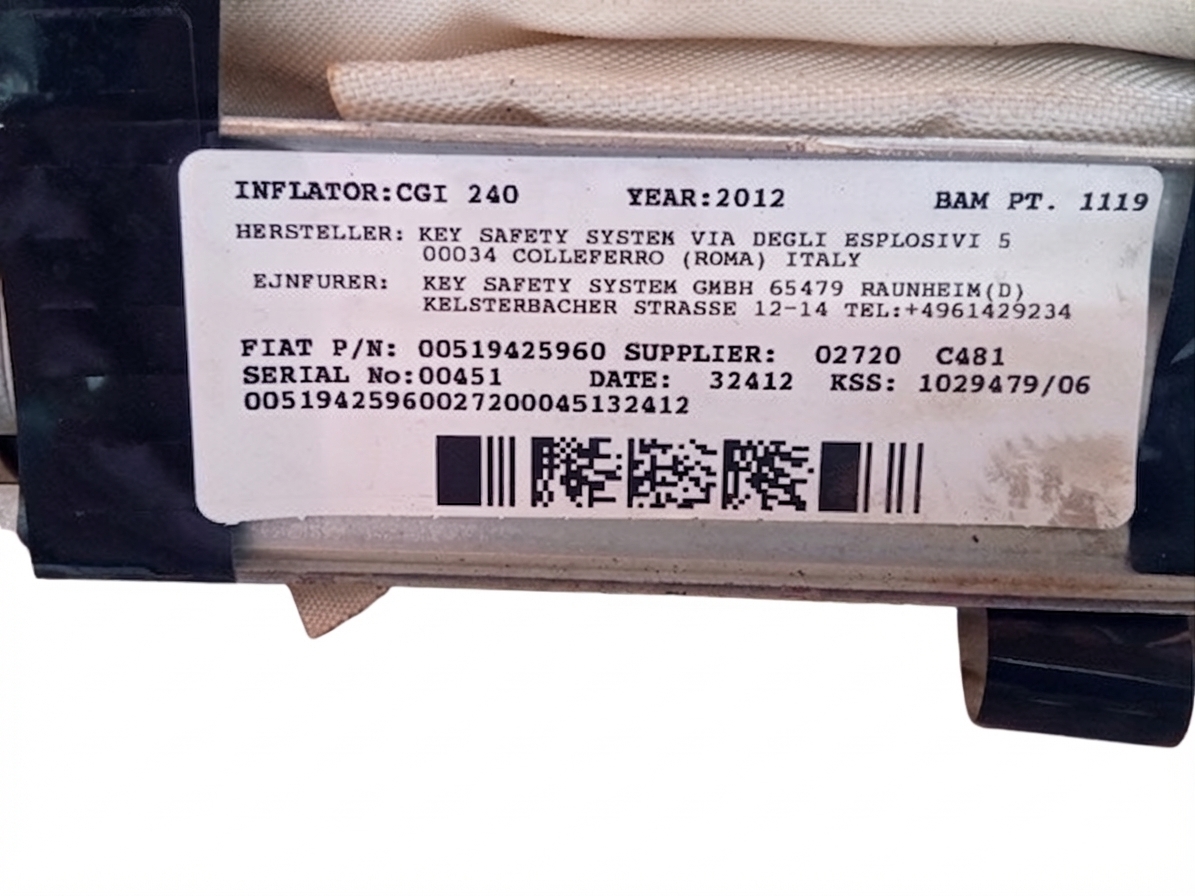 INFLATOR:CGI 240 YEAR:2012 BAM PT. 1119
HERSTELLER: KEY SAFETY SYSTEM VIA DEGLI ESPLOSIVI 5
00034 COLLEFERRO (ROMA) ITALY
EJNFURER: KEY SAFETY SYSTEM GMBH 65479 RAUNHEIM(D)
KELSTERBACHER STRASSE 12-14 TEL:+4961429234
FIAT P/N: 00519425960 SUPPLIER: 02720 C481
SERIAL No:00451 DATE: 32412 KSS: 1029479/06
00519425960027200045132412